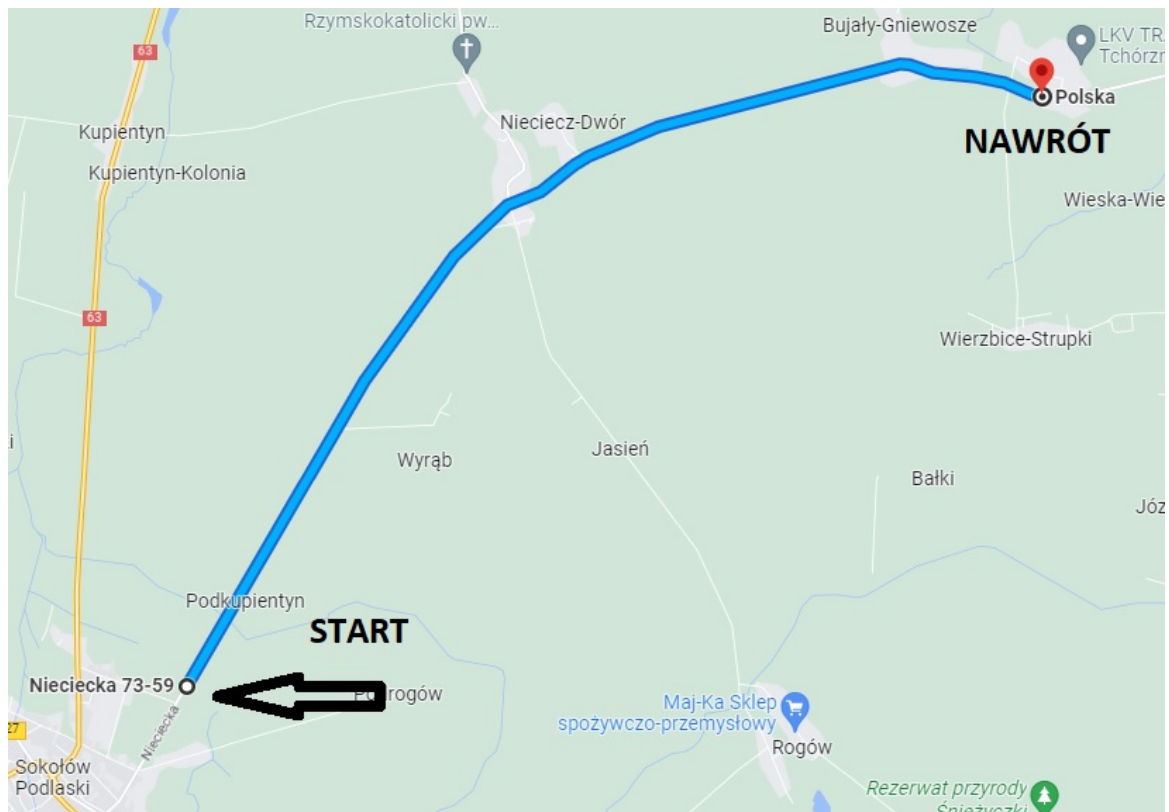 Rzymskokatolicki pw...
63
Bujały-Gniewosze
LKV TR
Tchórzn
Polska
Kupientyn
Nieciecz-Dwór
NAWRÓT
Kupientyn-Kolonia
Wieska-Wie
63
Wierzbice-Strupki
Jasień
Wyrąb
Bałki
Józ
Podkupientyn
START
Nieciecka 73-59
Nieciecka
Maj-Ka Sklep
spożywczo-przemysłowy
27
Rogów
Sokołów
Podlaski
Rezerwat przyrody